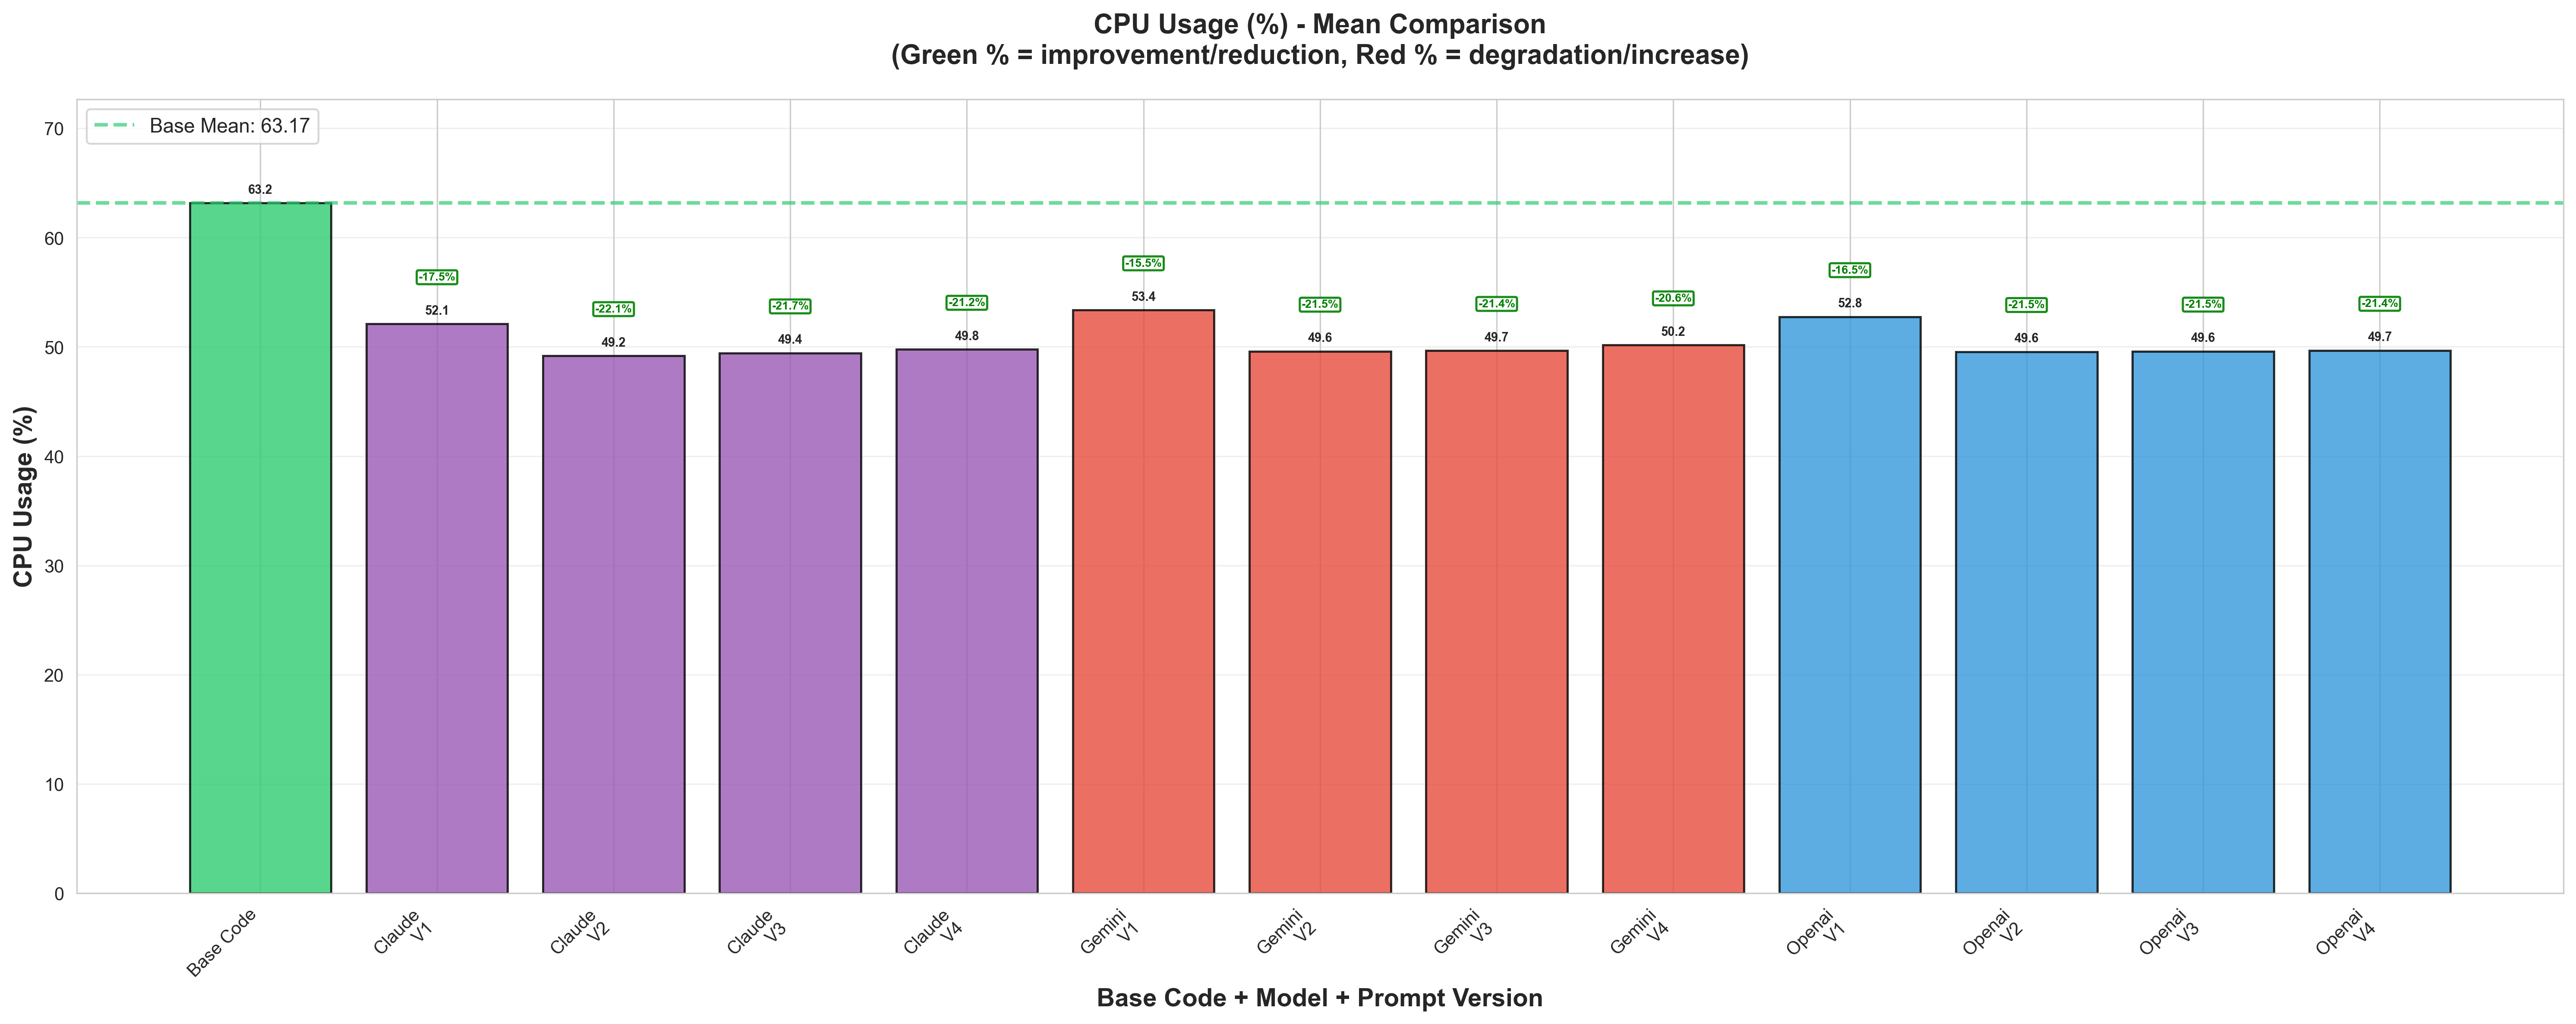 CPU Usage (%) - Mean Comparison
(Green % = improvement/reduction, Red % = degradation/increase)
Base Mean: 63.17
CPU Usage (%)
70
60
50
40
30
20
10
0
63.2
-17.5%
52.1
-22.1%
49.2
-21.7%
49.4
-21.2%
49.8
-15.5%
53.4
-21.5%
49.6
-21.4%
49.7
-20.6%
50.2
-16.5%
52.8
-21.5%
49.6
-21.5%
49.6
-21.4%
49.7
Base Code
Claude
V1
Claude
V2
Claude
V3
Claude
V4
Gemini
V1
Gemini
V2
Gemini
V3
Gemini
V4
Openai
V1
Openai
V2
Openai
V3
Openai
V4
Base Code + Model + Prompt Version